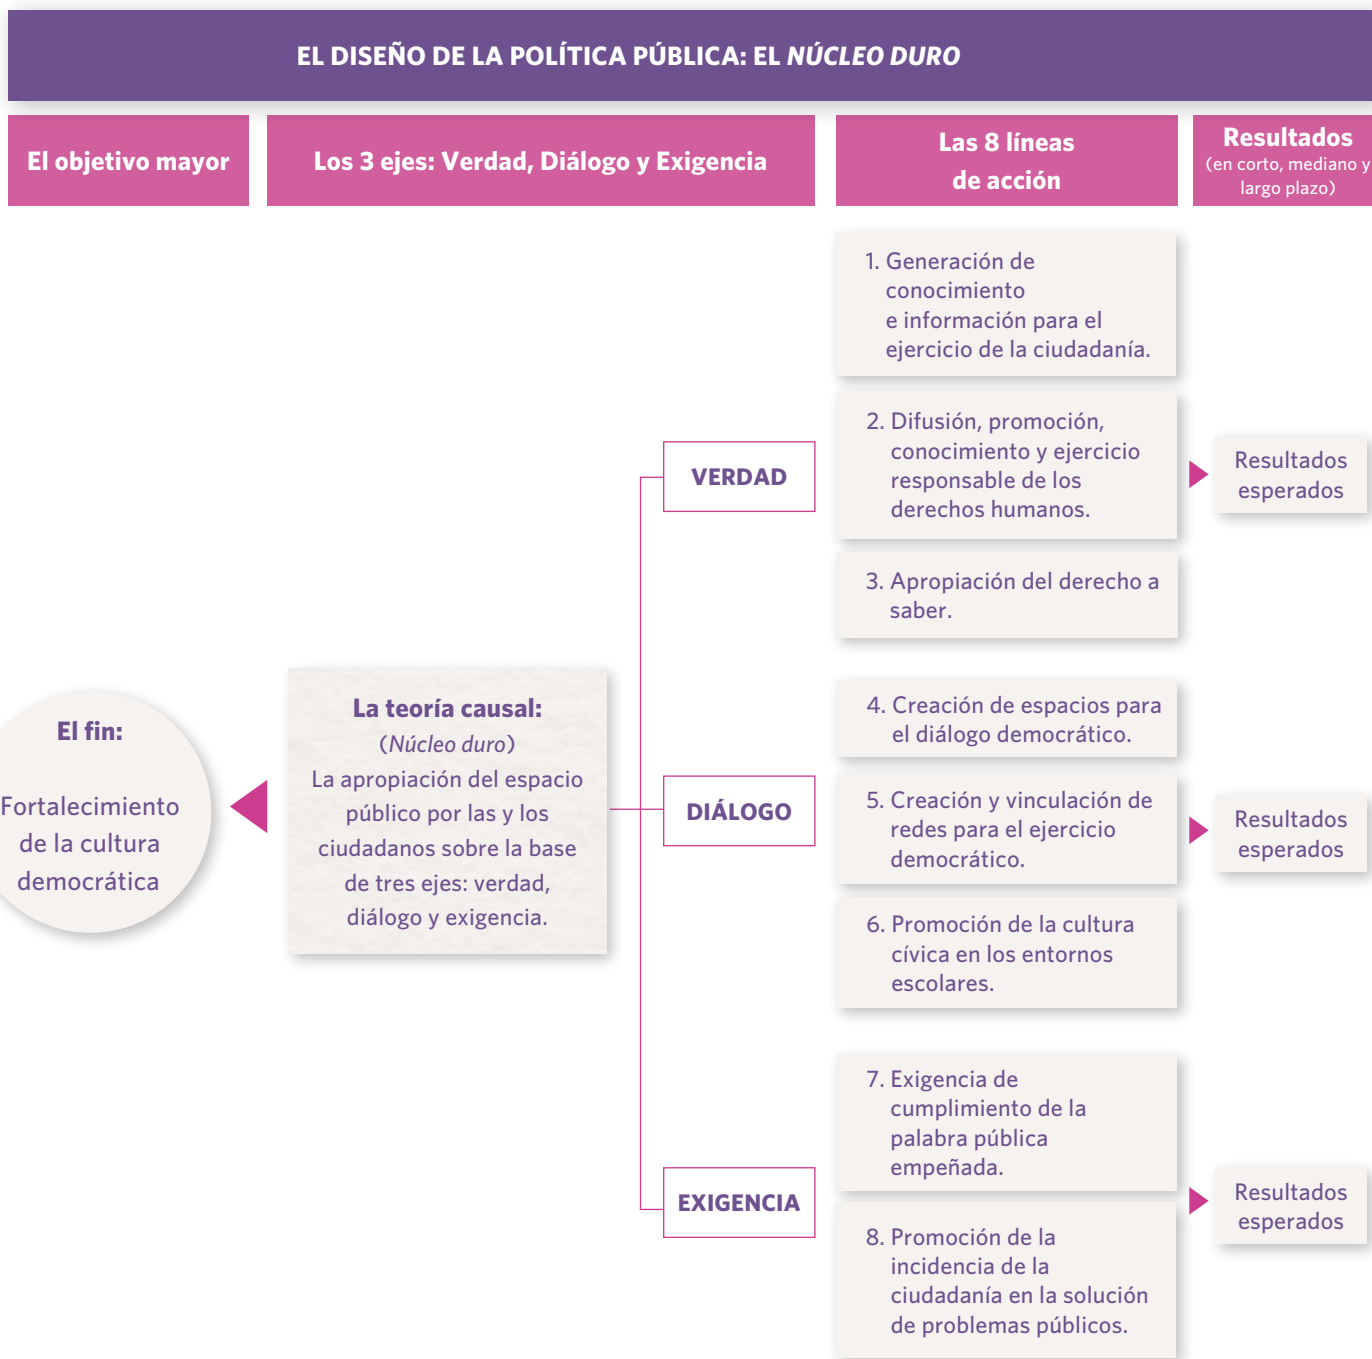 EL DISEÑO DE LA POLÍTICA PÚBLICA: EL NÚCLEO DURO
El objetivo mayor
Los 3 ejes: Verdad, Diálogo y Exigencia
Las 8 líneas
de acción
Resultados
(en corto, mediano y
largo plazo)
El fin:
Fortalecimiento
de la cultura
democrática
La teoría causal:
(Núcleo duro)
La apropiación del espacio
público por las y los
ciudadanos sobre la base
de tres ejes: verdad,
diálogo y exigencia.
VERDAD
1. Generación de
conocimiento
e información para el
ejercicio de la ciudadanía.
2. Difusión, promoción,
conocimiento y ejercicio
responsable de los
derechos humanos.
3. Apropiación del derecho a
saber.
Resultados
esperados
DIÁLOGO
4. Creación de espacios para
el diálogo democrático.
5. Creación y vinculación de
redes para el ejercicio
democrático.
6. Promoción de la cultura
cívica en los entornos
escolares.
Resultados
esperados
EXIGENCIA
7. Exigencia de
cumplimiento de la
palabra pública
empeñada.
8. Promoción de la
incidencia de la
ciudadanía en la solución
de problemas públicos.
Resultados
esperados